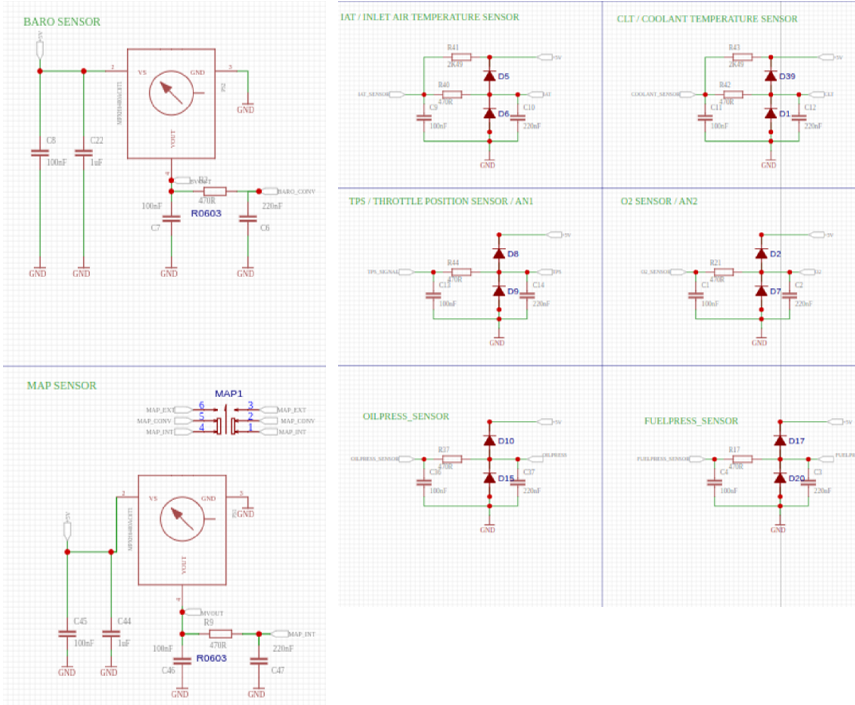 BARO SENSOR
5V
2
VS
GND
3
GND
VOUT
4
C8
100nF
C22
1uF
100nF
C7
470R
R0603
BARO_CONV
220nF
C6
GND
GND
GND
GND
MAP SENSOR
MAP1
MAP_EXT
6
3
MAP_EXT
MAP_CONV
5
2
MAP_CONV
MAP_INT
4
1
MAP_INT
5V
2
VS
GND
3
GND
VOUT
4
MVOUT
R9
470R
R0603
MAP_INT
C45
100nF
C44
1uF
100nF
C46
220nF
C47
GND
GND
GND
GND
IAT / INLET AIR TEMPERATURE SENSOR
R41
2K49
5V
D5
IAT_SENSOR
R40
470R
IAT
C9
100nF
D6
C10
220nF
GND
CLT / COOLANT TEMPERATURE SENSOR
R43
2K49
5V
D39
COOLANT_SENSOR
R42
470R
CLT
C11
100nF
D1
C12
220nF
GND
TPS / THROTTLE POSITION SENSOR / AN1
5V
D8
TPS_SIGNAL
R44
470R
TPS
C13
100nF
D9
C14
220nF
GND
O2 SENSOR / AN2
5V
D2
O2_SENSOR
R21
470R
O2
C1
100nF
D7
C2
220nF
GND
OILPRESS_SENSOR
5V
D10
OILPRESS_SENSOR
R37
470R
OILPRESS
C36
100nF
D15
C37
220nF
GND
FUELPRESS_SENSOR
5V
D17
FUELPRESS_SENSOR
R17
470R
C4
100nF
D20
C3
220nF
GND